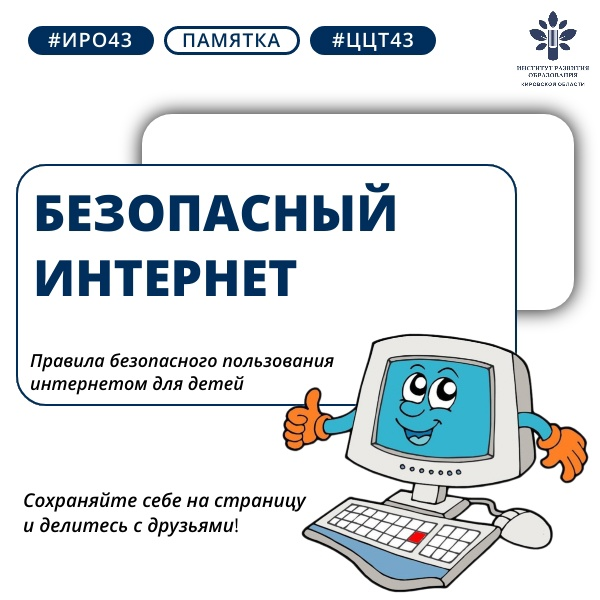 #ИРО43 ПАМЯТКА #ЦЦТ43
ИНСТИТУТ РАЗВИТИЯ
ОБРАЗОВАНИЯ
КИРОВСКОЙ ОБЛАСТИ
БЕЗОПАСНЫЙ
ИНТЕРНЕТ
Правила безопасного пользования
интернетом для детей
Сохраняйте себе на страницу
и делитесь с друзьями!